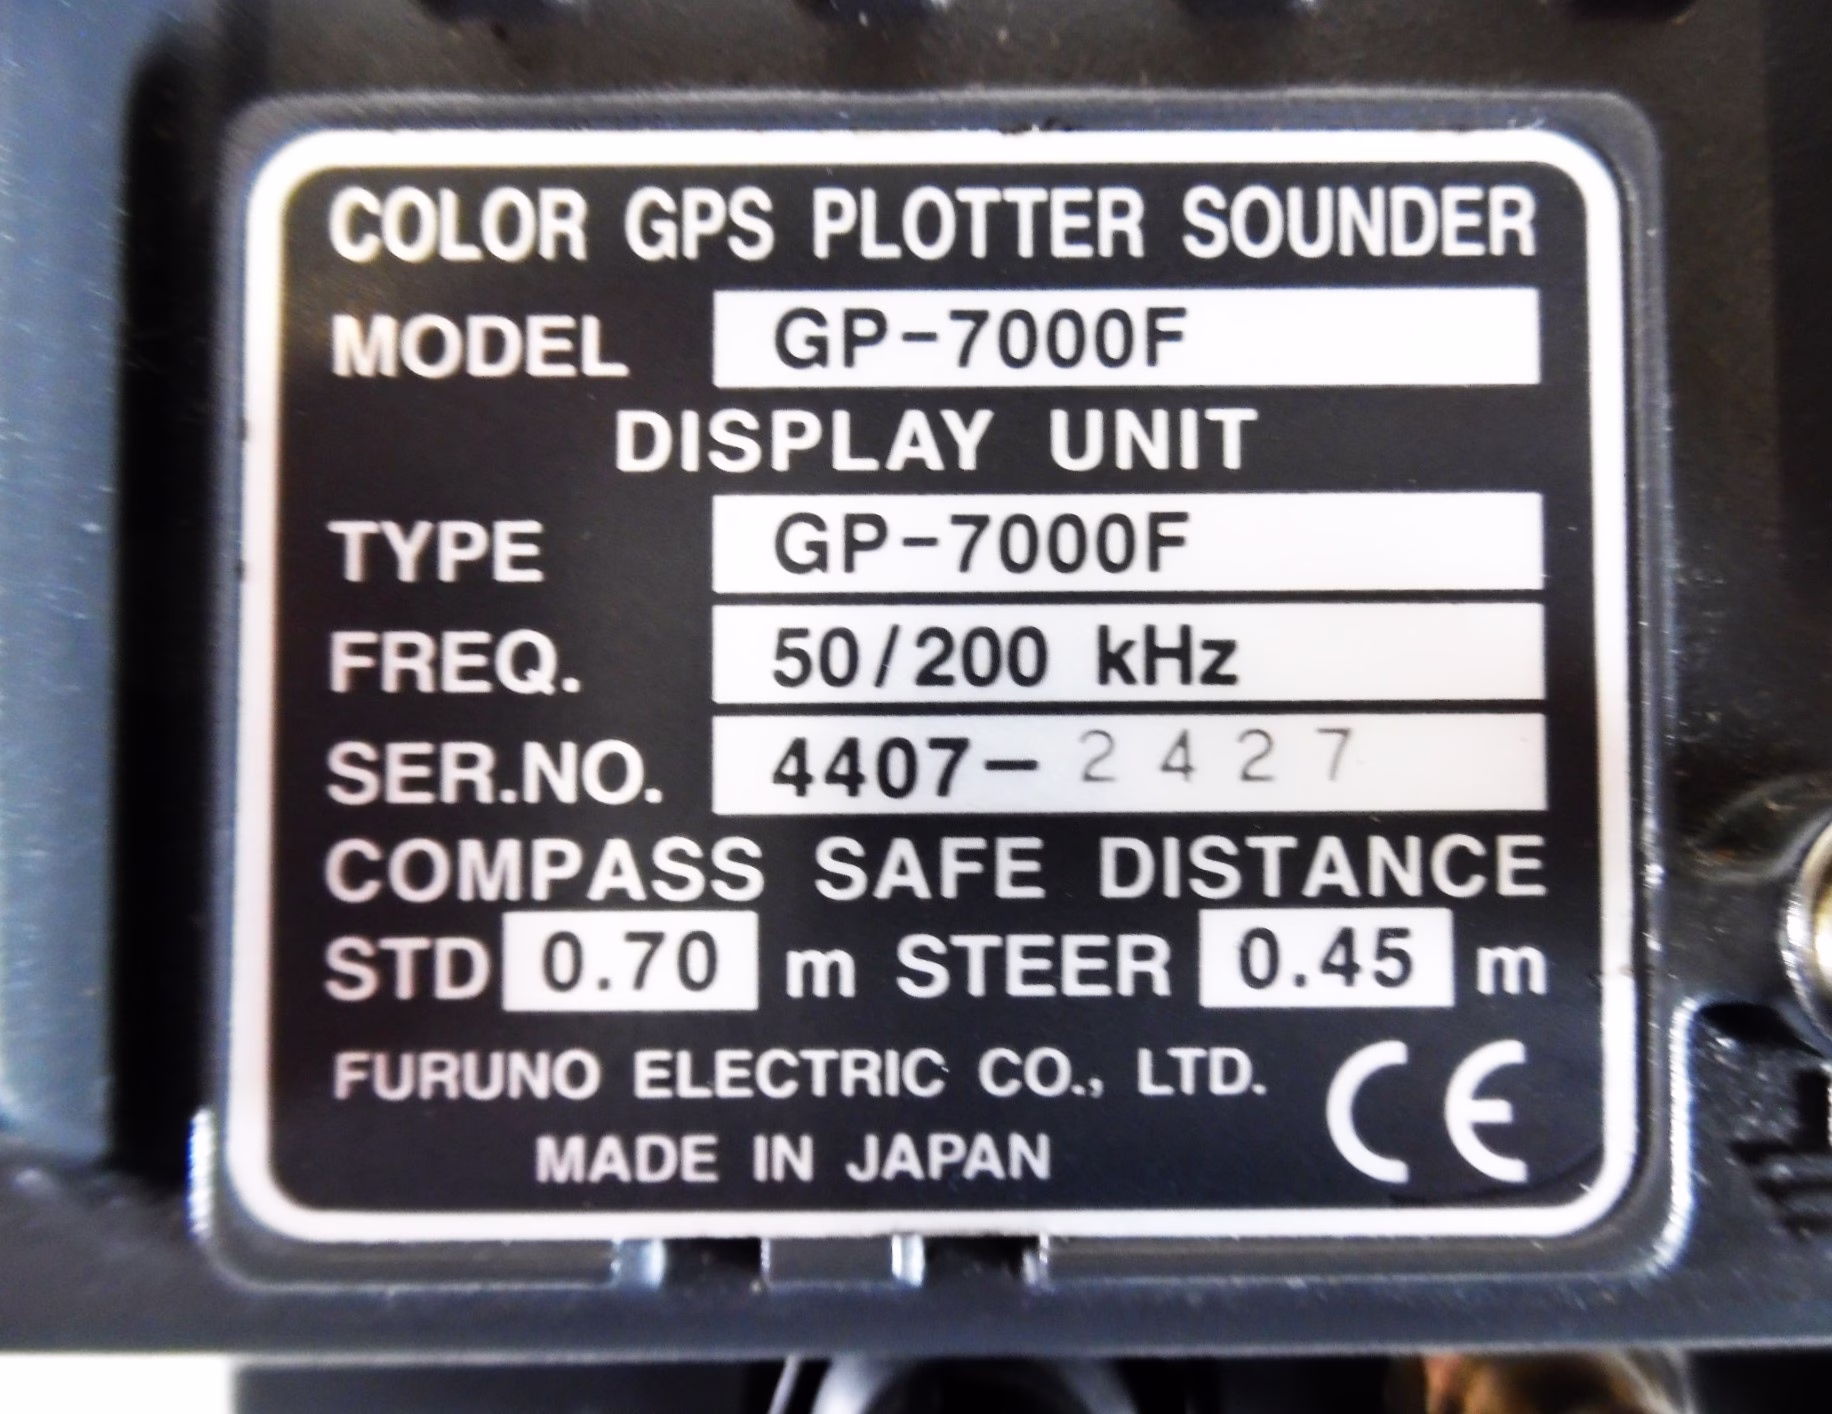 COLOR GPS PLOTTER SOUNDER
MODEL GP-7000F
DISPLAY UNIT
TYPE GP-7000F
FREQ. 50/200 kHz
SER.NO. 4407-2427
COMPASS SAFE DISTANCE
STD 0.70 m STEER 0.45 m
FURUNO ELECTRIC CO., LTD. CE
MADE IN JAPAN